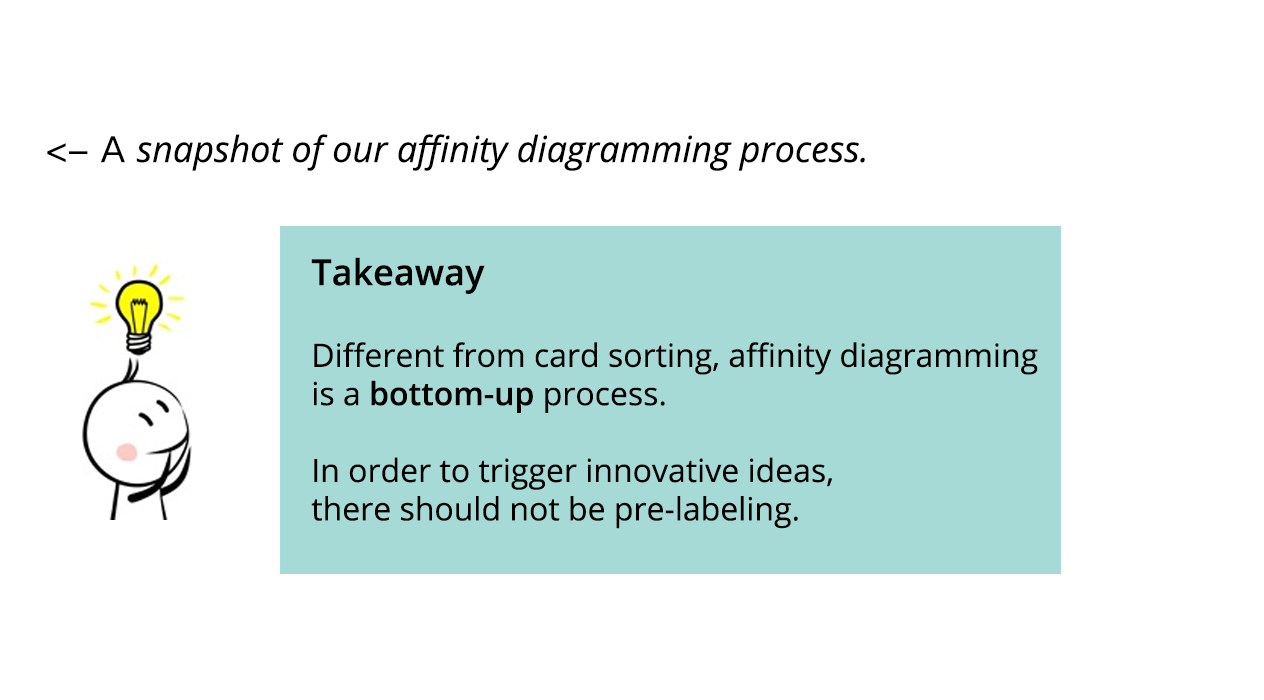 <– A snapshot of our affinity diagramming process.
Takeaway
Different from card sorting, affinity diagramming
is a bottom-up process.
In order to trigger innovative ideas,
there should not be pre-labeling.